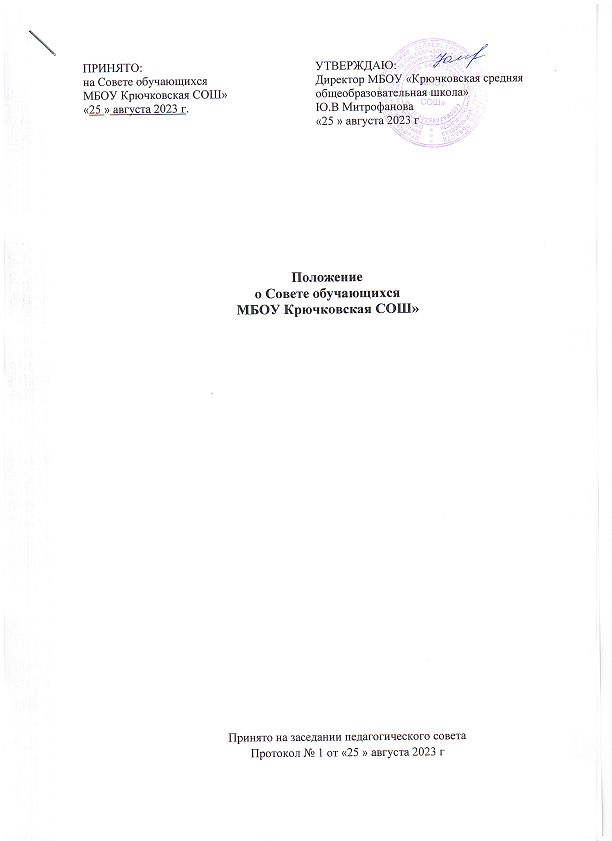 ПРИНЯТО:
на Совете обучающихся
МБОУ Крючковская СОШ»
«25 » августа 2023 г.
УТВЕРЖДАЮ:
Директор МБОУ «Крючковская средняя
общеобразовательная школа»
Ю.В Митрофанова
«25 » августа 2023 г
СОШ»
Положение
о Совете обучающихся
МБОУ Крючковская СОШ»
Принято на заседании педагогического совета
Протокол № 1 от «25 » августа 2023 г